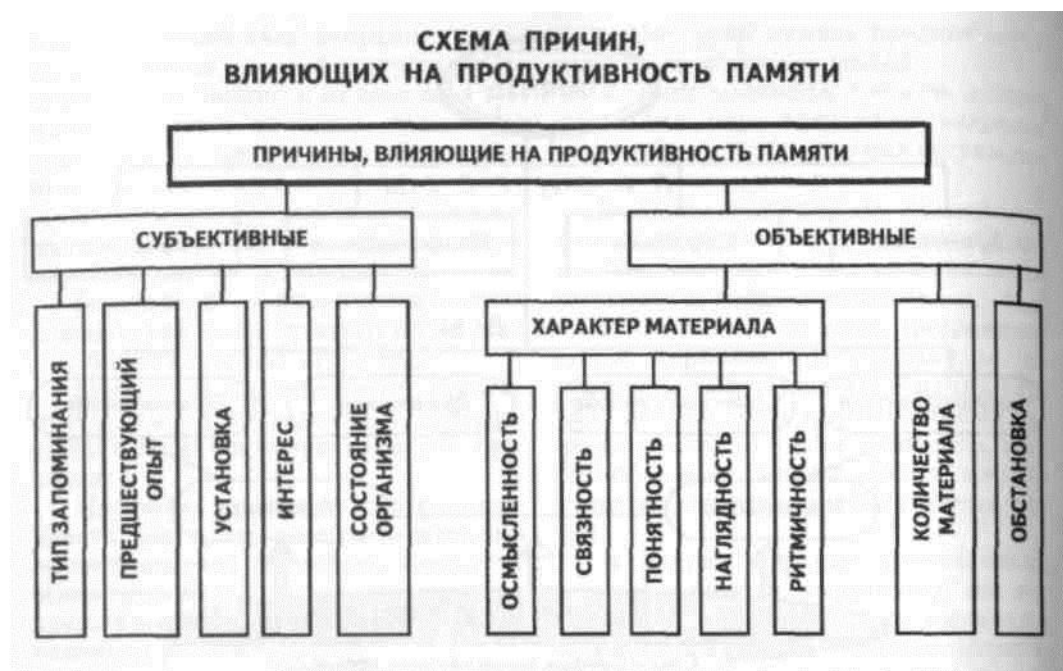 СХЕМА ПРИЧИН,
ВЛИЯЮЩИХ НА ПРОДУКТИВНОСТЬ ПАМЯТИ
ПРИЧИНЫ, ВЛИЯЮЩИЕ НА ПРОДУКТИВНОСТЬ ПАМЯТИ
СУБЪЕКТИВНЫЕ
ОБЪЕКТИВНЫЕ
ХАРАКТЕР МАТЕРИАЛА
ТИП ЗАПОМИНАНИЯ
ПРЕДШЕСТВУЮЩИЙ
ОПЫТ
УСТАНОВКА
ИНТЕРЕС
СОСТОЯНИЕ
ОРГАНИЗМА
ОСМЫСЛЕННОСТЬ
СВЯЗНОСТЬ
ПОНЯТНОСТЬ
НАГЛЯДНОСТЬ
РИТМИЧНОСТЬ
КОЛИЧЕСТВО
МАТЕРИАЛА
ОБСТАНОВКА